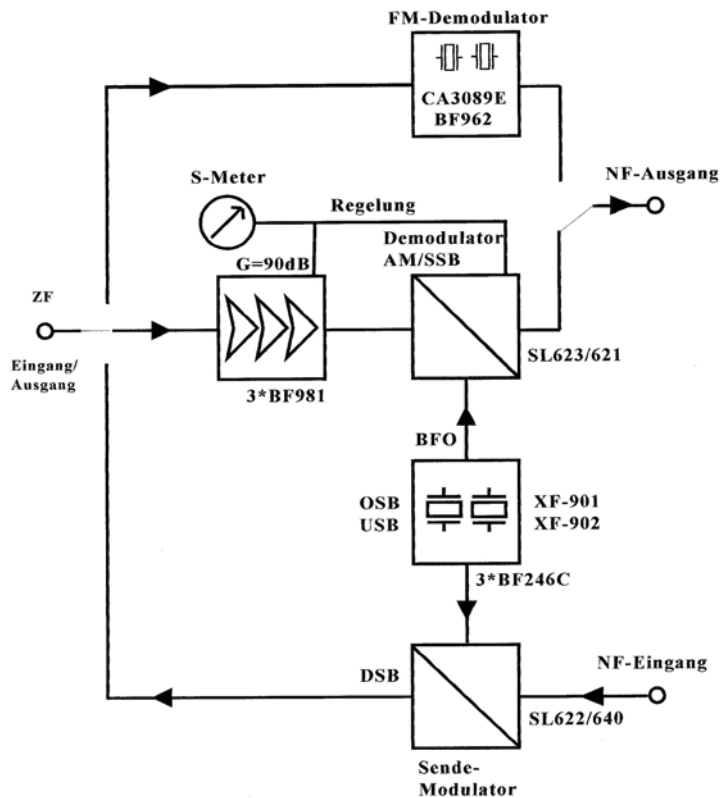 FM-Demodulator
CA3089E
BF962
NF-Ausgang
S-Meter
Regelung
Demodulator
AM/SSB
G=90dB
ZF
Eingang/
Ausgang
SL623/621
3*BF981
BFO
OSB
USB
XF-901
XF-902
3*BF246C
DSB
NF-Eingang
SL622/640
Sende-
Modulator